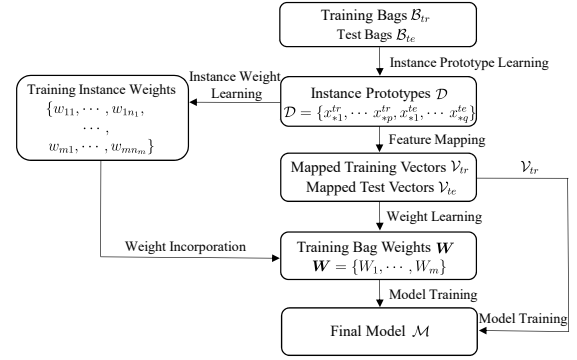 Training Bags $\mathcal{B}_{tr}$
Test Bags $\mathcal{B}_{te}$
Instance Prototype Learning
Instance Weight
Learning
Training Instance Weights
$\{w_{11}, \cdots, w_{1n_1},$
$\cdots,$
$w_{m1}, \cdots, w_{mn_m}\}$
Instance Prototypes $\mathcal{D}$
$\mathcal{D} = \{x_{*1}^{tr}, \cdots x_{*p}^{tr}, x_{*1}^{te}, \cdots x_{*q}^{te}\}$
Feature Mapping
Mapped Training Vectors $\mathcal{V}_{tr}$
Mapped Test Vectors $\mathcal{V}_{te}$
$\mathcal{V}_{tr}$
Weight Learning
Weight Incorporation
Training Bag Weights $\boldsymbol{W}$
$\boldsymbol{W} = \{W_1, \cdots, W_m\}$
Model Training
Model Training
Final Model $\mathcal{M}$